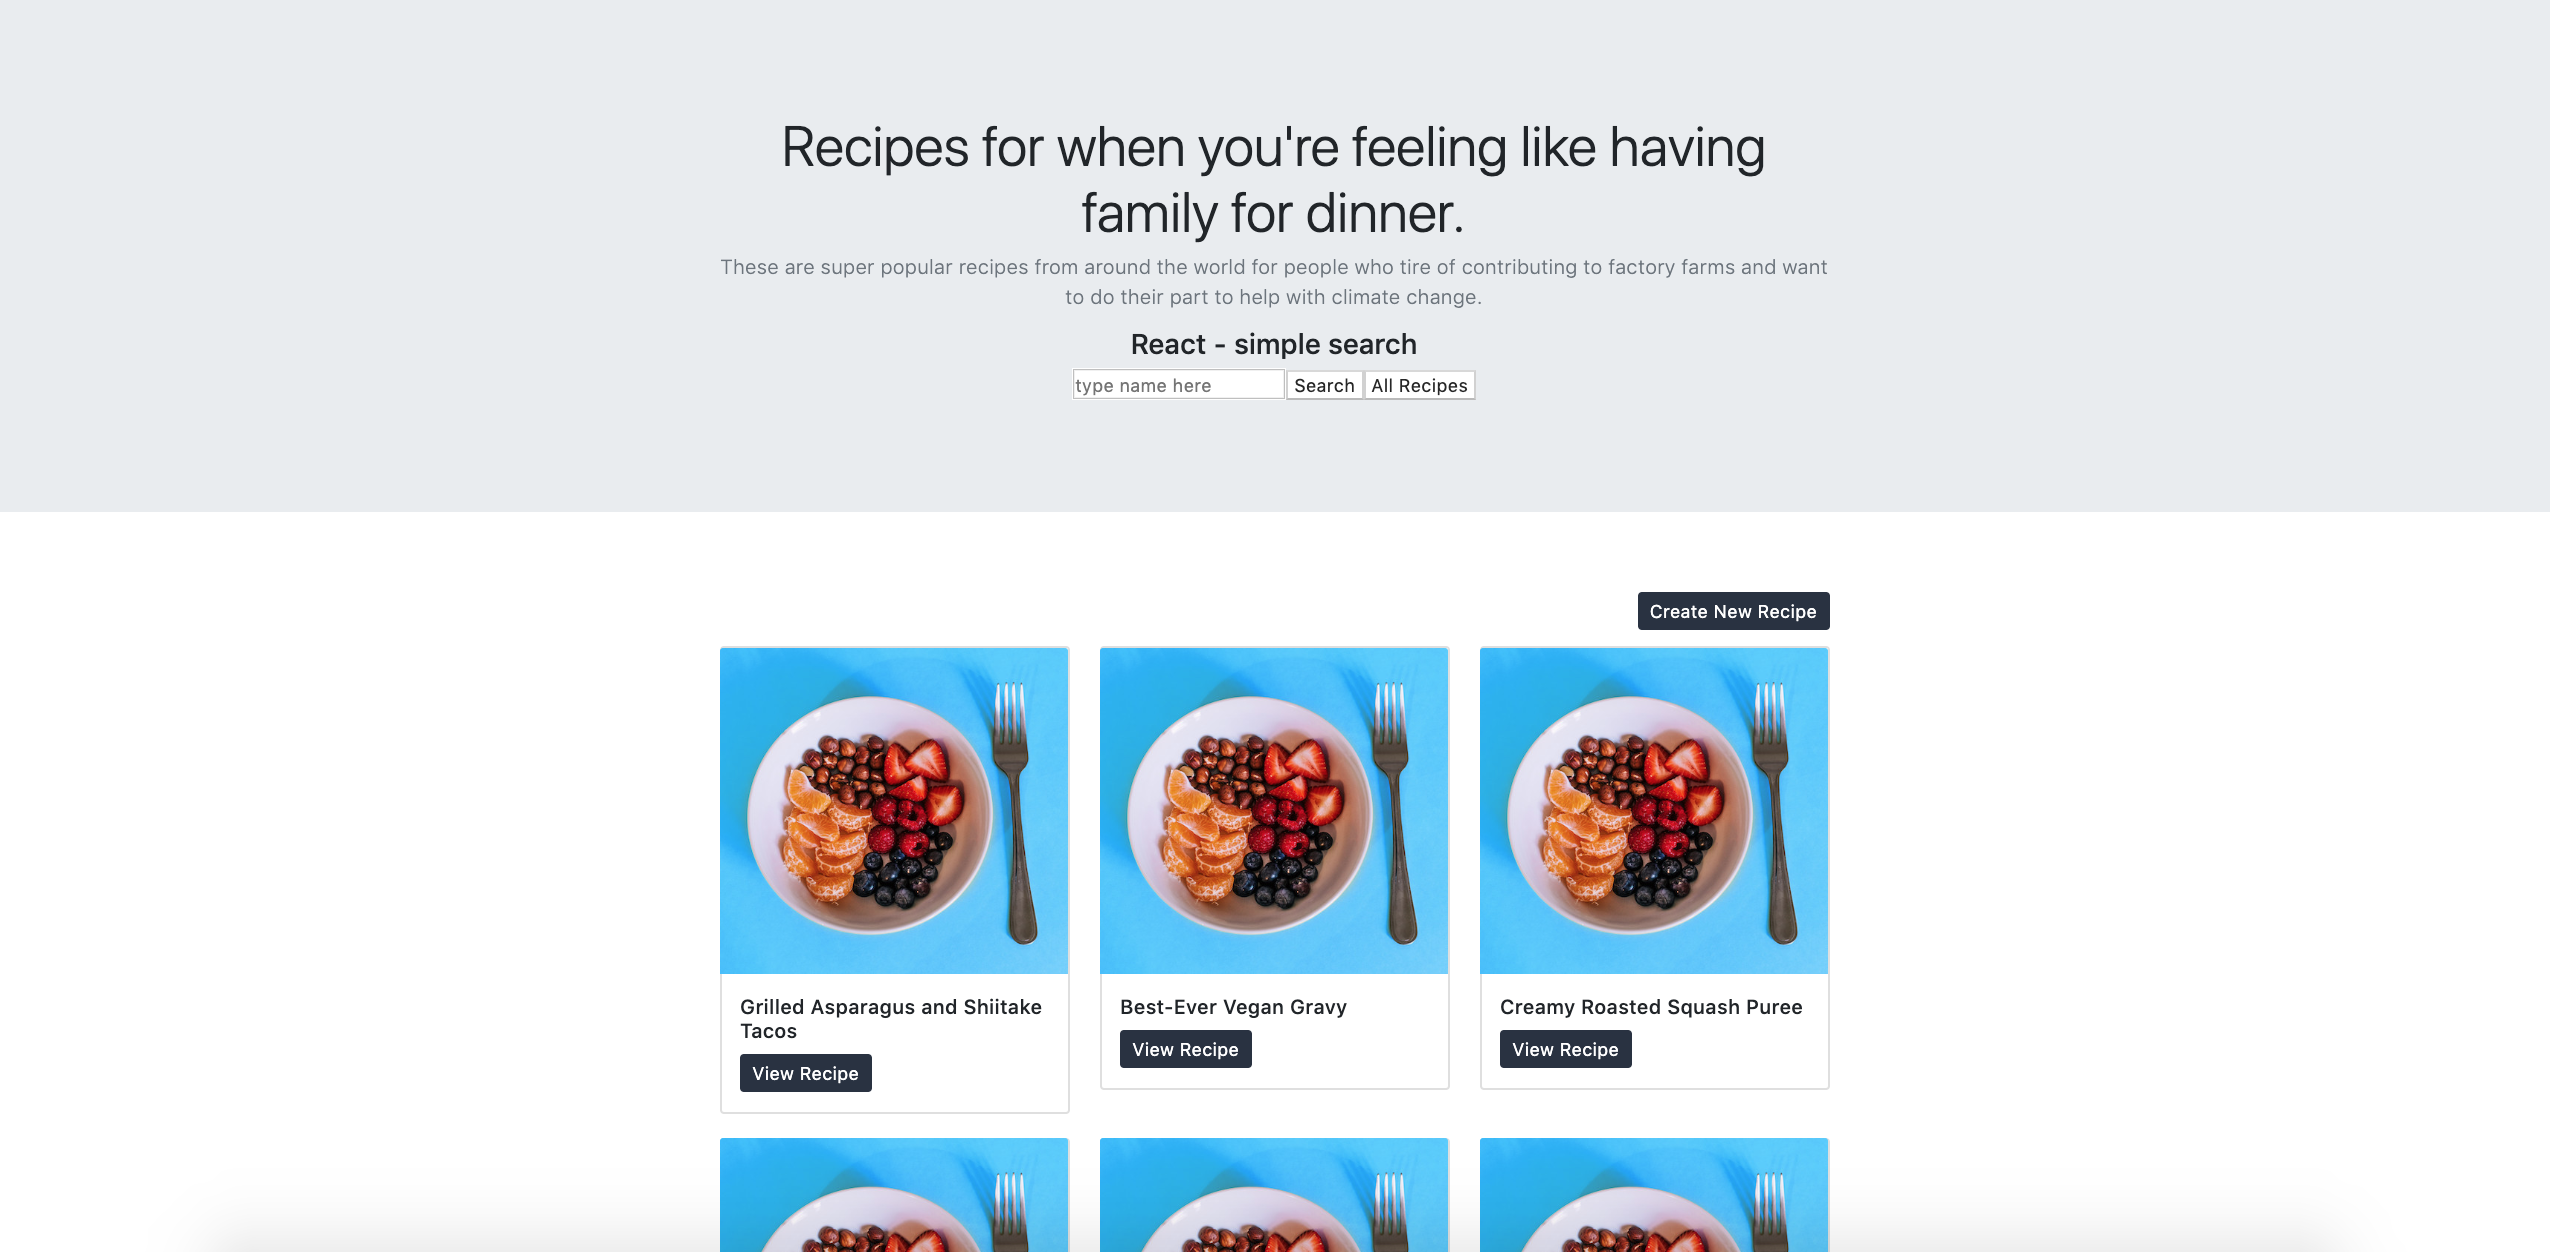 Recipes for when you're feeling like having
family for dinner.
These are super popular recipes from around the world for people who tire of contributing to factory farms and want
to do their part to help with climate change.
React - simple search
type name here Search All Recipes
Create New Recipe
Grilled Asparagus and Shiitake
Tacos
View Recipe
Best-Ever Vegan Gravy
View Recipe
Creamy Roasted Squash Puree
View Recipe